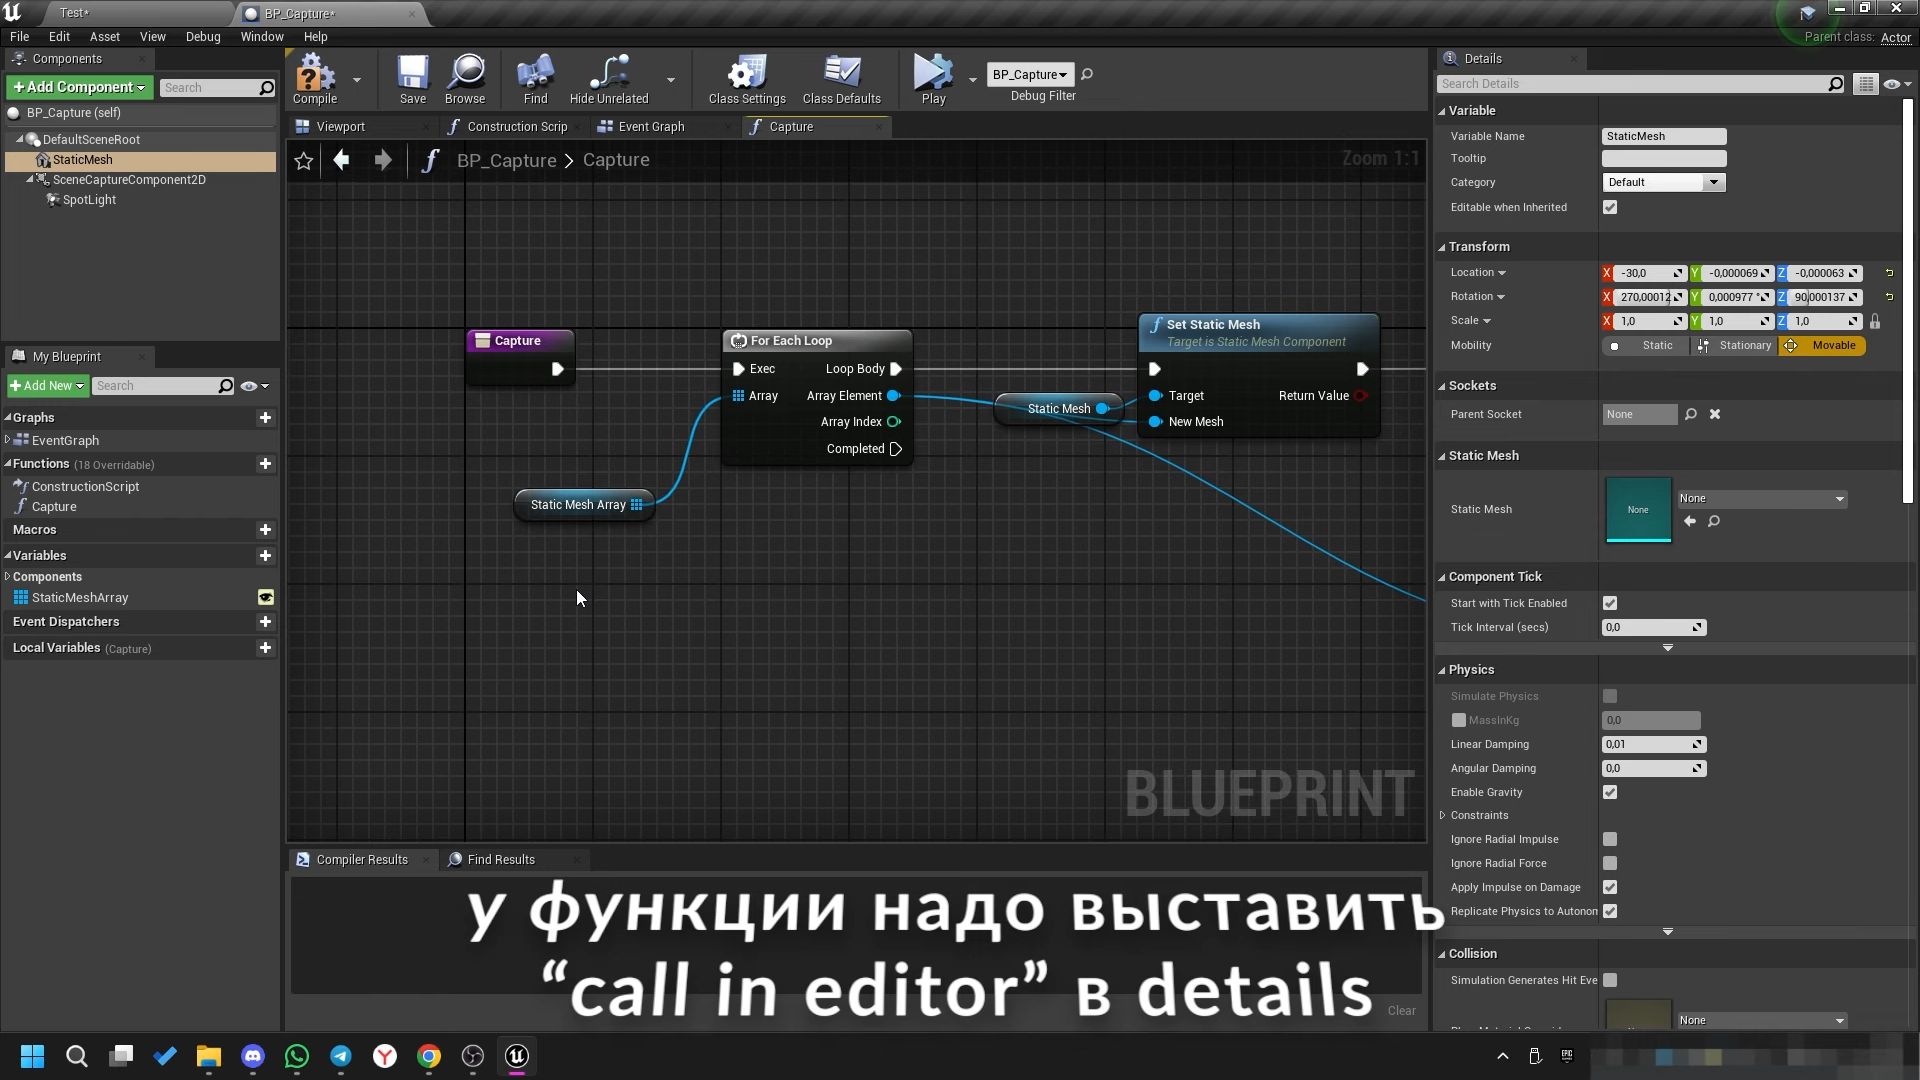 Test*
BP_Capture*
File Edit Asset View Debug Window Help
Parent class: Actor
Components
+Add Component
Search
BP_Capture (self)
DefaultSceneRoot
StaticMesh
SceneCaptureComponent2D
SpotLight
My Blueprint
+Add New
Search
Graphs
EventGraph
Functions (18 Overridable)
ConstructionScript
Capture
Macros
Variables
Components
StaticMeshArray
Event Dispatchers
Local Variables (Capture)
Compile
Save
Browse
Find
Hide Unrelated
Class Settings
Class Defaults
Play
BP_Capture
Debug Filter
Viewport
Construction Scrip
Event Graph
Capture
BP_Capture > Capture
Zoom 1:1
Capture
For Each Loop
Exec Loop Body
Array Array Element
Array Index
Completed
Static Mesh Array
Static Mesh
Set Static Mesh
Target is Static Mesh Component
Target Return Value
New Mesh
BLUEPRINT
Compiler Results
Find Results
Clear
у функции надо выставить
“call in editor” в details
Details
Search Details
Variable
Variable Name StaticMesh
Tooltip
Category Default
Editable when Inherited
Transform
Location X -30,0 Y -0,000069 Z -0,000063
Rotation X 270,00012 Y 0,000977 ° Z 90,000137
Scale X 1,0 Y 1,0 Z 1,0
Mobility Static Stationary Movable
Sockets
Parent Socket None
Static Mesh
Static Mesh None None
Component Tick
Start with Tick Enabled
Tick Interval (secs) 0,0
Physics
Simulate Physics
MassInKg 0,0
Linear Damping 0,01
Angular Damping 0,0
Enable Gravity
Constraints
Ignore Radial Impulse
Ignore Radial Force
Apply Impulse on Damage
Replicate Physics to Autonon
Collision
Simulation Generates Hit Eve
None